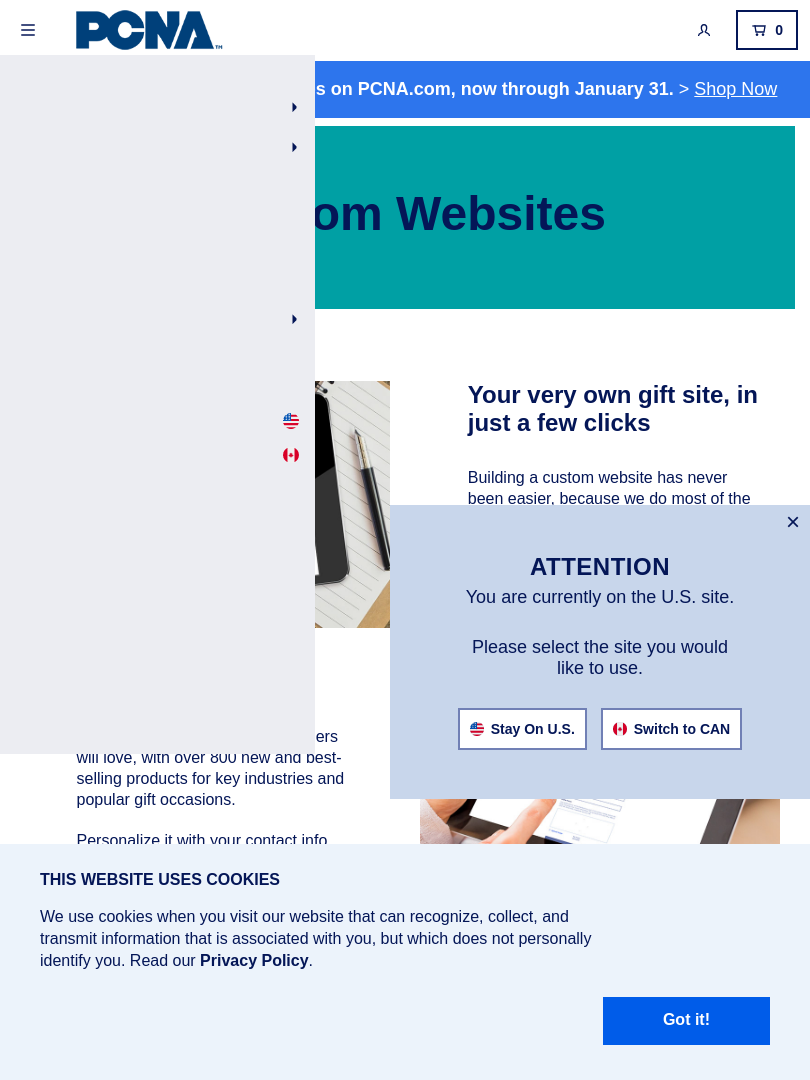 PCNA™
0
s on PCNA.com, now through January 31. > Shop Now
om Websites
Your very own gift site, in
just a few clicks
Building a custom website has never
been easier, because we do most of the
×
ATTENTION
You are currently on the U.S. site.
Please select the site you would
like to use.
Stay On U.S.
Switch to CAN
ers
will love, with over 800 new and best-
selling products for key industries and
popular gift occasions.
Personalize it with your contact info,
THIS WEBSITE USES COOKIES
We use cookies when you visit our website that can recognize, collect, and
transmit information that is associated with you, but which does not personally
identify you. Read our Privacy Policy.
Got it!